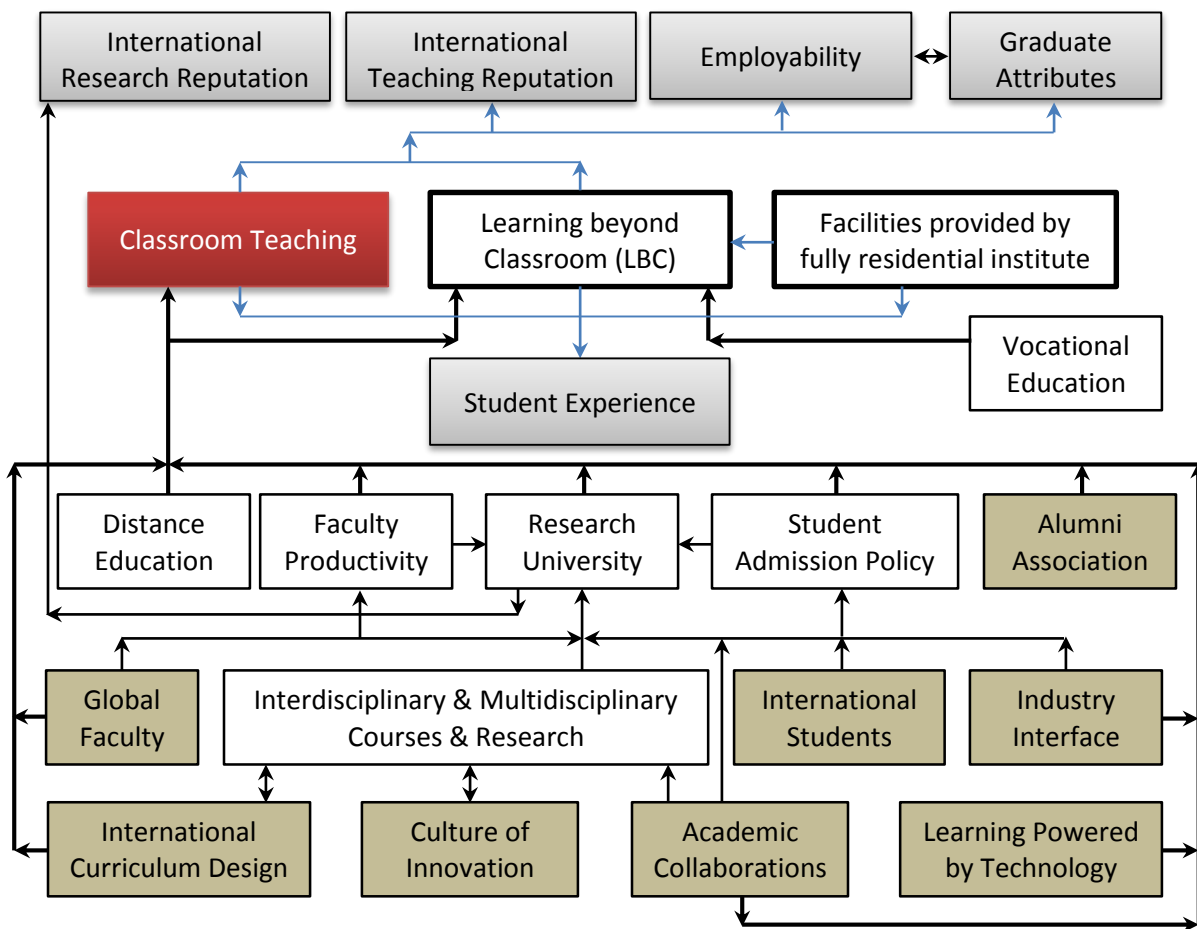 International
Research Reputation
International
Teaching Reputation
Employability
Graduate
Attributes
Classroom Teaching
Learning beyond
Classroom (LBC)
Facilities provided by
fully residential institute
Vocational
Education
Student Experience
Distance
Education
Faculty
Productivity
Research
University
Student
Admission Policy
Alumni
Association
Global
Faculty
Interdisciplinary & Multidisciplinary
Courses & Research
International
Students
Industry
Interface
International
Curriculum Design
Culture of
Innovation
Academic
Collaborations
Learning Powered
by Technology